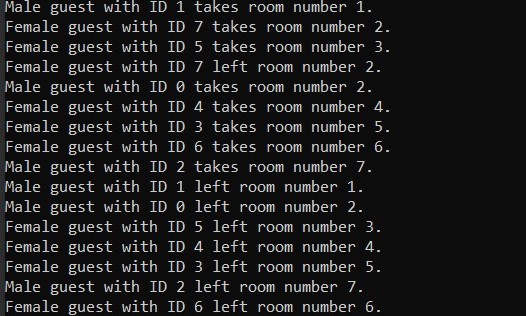 Male guest with ID 1 takes room number 1.
Female guest with ID 7 takes room number 2.
Female guest with ID 5 takes room number 3.
Female guest with ID 7 left room number 2.
Male guest with ID 0 takes room number 2.
Female guest with ID 4 takes room number 4.
Female guest with ID 3 takes room number 5.
Female guest with ID 6 takes room number 6.
Male guest with ID 2 takes room number 7.
Male guest with ID 1 left room number 1.
Male guest with ID 0 left room number 2.
Female guest with ID 5 left room number 3.
Female guest with ID 4 left room number 4.
Female guest with ID 3 left room number 5.
Male guest with ID 2 left room number 7.
Female guest with ID 6 left room number 6.